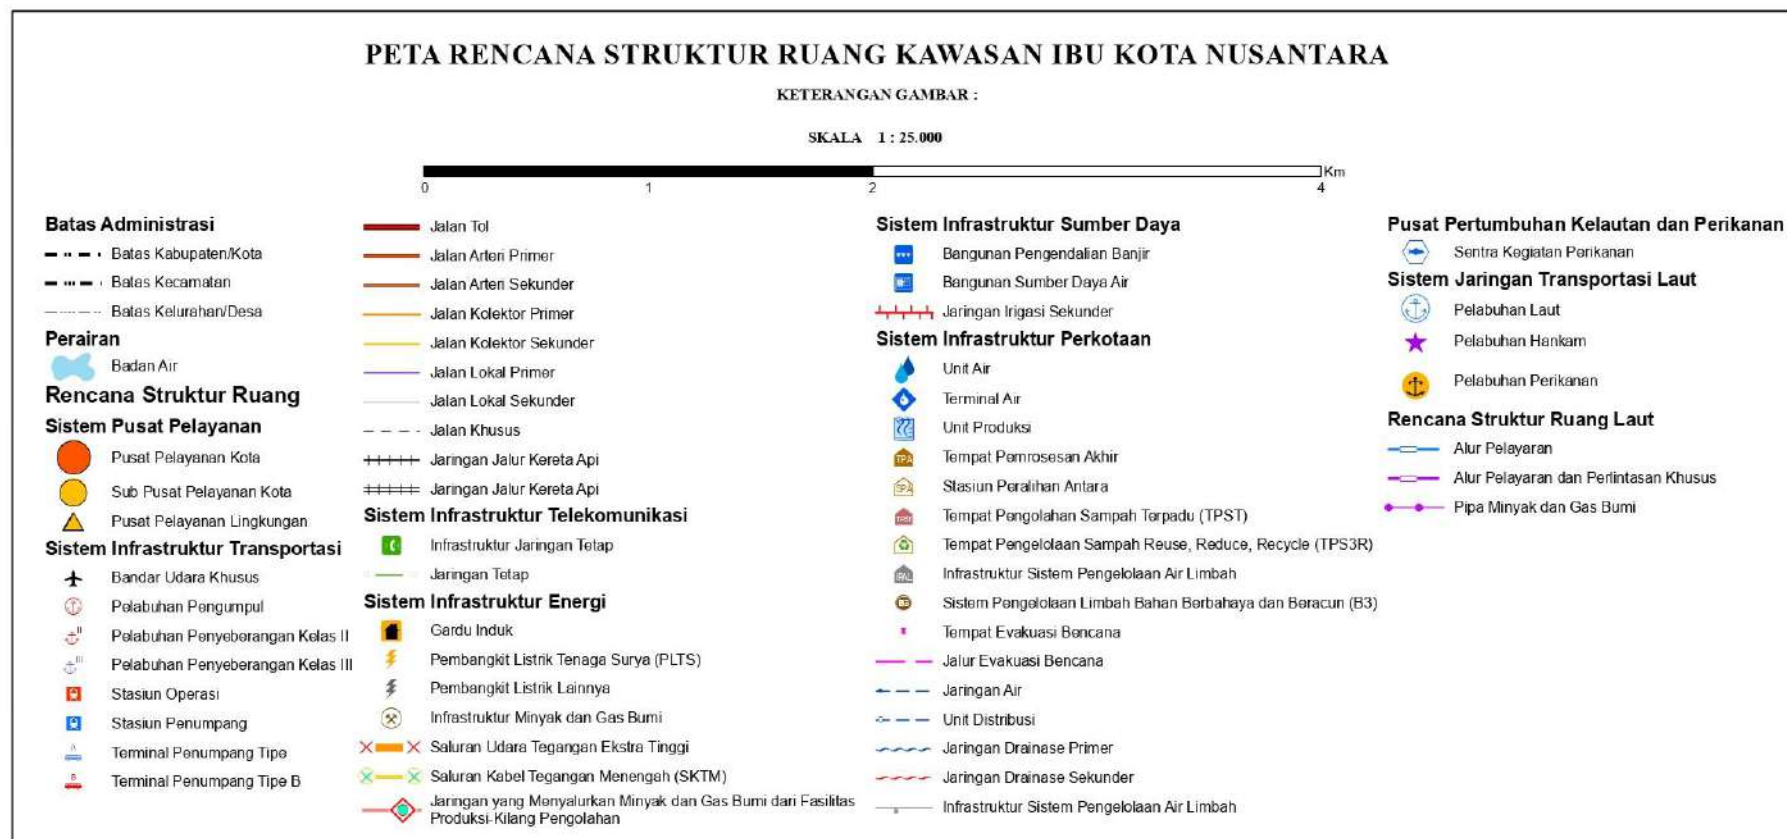 PETA RENCANA STRUKTUR RUANG KAWASAN IBU KOTA NUSANTARA
KETERANGAN GAMBAR :
SKALA 1 : 25.000
0 1 2 4 Km
Batas Administrasi
Batas Kabupaten/Kota
Batas Kecamatan
Batas Kelurahan/Desa
Perairan
Badan Air
Rencana Struktur Ruang
Sistem Pusat Pelayanan
Pusat Pelayanan Kota
Sub Pusat Pelayanan Kota
Pusat Pelayanan Lingkungan
Sistem Infrastruktur Transportasi
Bandar Udara Khusus
Pelabuhan Pengumpul
II
Pelabuhan Penyeberangan Kelas II
III
Pelabuhan Penyeberangan Kelas III
Stasiun Operasi
Stasiun Penumpang
A
Terminal Penumpang Tipe
B
Terminal Penumpang Tipe B
Jalan Tol
Jalan Arteri Primer
Jalan Arteri Sekunder
Jalan Kolektor Primer
Jalan Kolektor Sekunder
Jalan Lokal Primer
Jalan Lokal Sekunder
Jalan Khusus
Jaringan Jalur Kereta Api
Jaringan Jalur Kereta Api
Sistem Infrastruktur Telekomunikasi
Infrastruktur Jaringan Tetap
Jaringan Tetap
Sistem Infrastruktur Energi
Gardu Induk
Pembangkit Listrik Tenaga Surya (PLTS)
Pembangkit Listrik Lainnya
Infrastruktur Minyak dan Gas Bumi
Saluran Udara Tegangan Ekstra Tinggi
Saluran Kabel Tegangan Menengah (SKTM)
Jaringan yang Menyalurkan Minyak dan Gas Bumi dari Fasilitas
Produksi-Kilang Pengolahan
Sistem Infrastruktur Sumber Daya
Bangunan Pengendalian Banjir
Bangunan Sumber Daya Air
Jaringan Irigasi Sekunder
Sistem Infrastruktur Perkotaan
Unit Air
Terminal Air
Unit Produksi
TPA
Tempat Pemrosesan Akhir
SPA
Stasiun Peralihan Antara
TPST
Tempat Pengolahan Sampah Terpadu (TPST)
Tempat Pengelolaan Sampah Reuse, Reduce, Recycle (TPS3R)
IPAL
Infrastruktur Sistem Pengelolaan Air Limbah
B3
Sistem Pengelolaan Limbah Bahan Berbahaya dan Beracun (B3)
Tempat Evakuasi Bencana
Jalur Evakuasi Bencana
Jaringan Air
Unit Distribusi
Jaringan Drainase Primer
Jaringan Drainase Sekunder
Infrastruktur Sistem Pengelolaan Air Limbah
Pusat Pertumbuhan Kelautan dan Perikanan
Sentra Kegiatan Perikanan
Sistem Jaringan Transportasi Laut
Pelabuhan Laut
Pelabuhan Hankam
Pelabuhan Perikanan
Rencana Struktur Ruang Laut
Alur Pelayaran
Alur Pelayaran dan Perlintasan Khusus
Pipa Minyak dan Gas Bumi